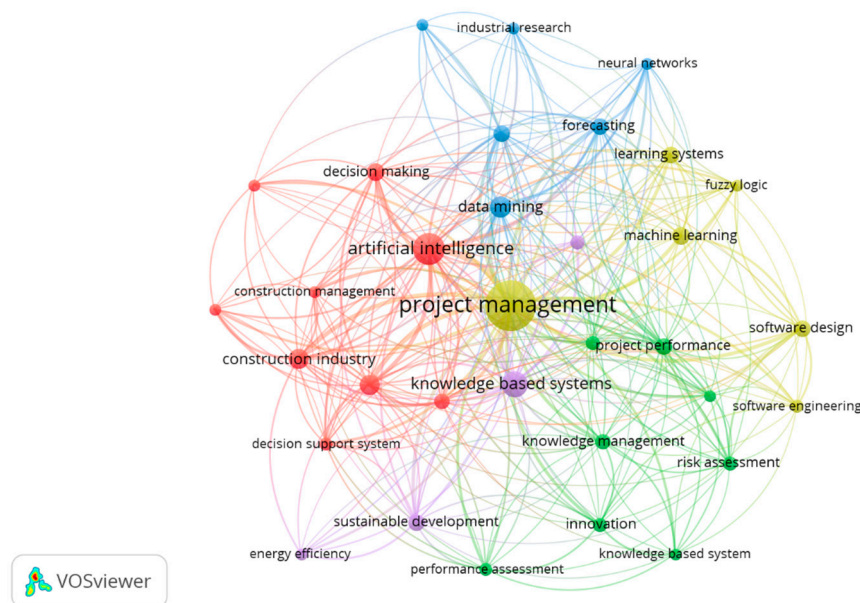 industrial research
neural networks
forecasting
learning systems
decision making
fuzzy logic
data mining
machine learning
artificial intelligence
construction management
project management
software design
project performance
construction industry
knowledge based systems
software engineering
decision support system
knowledge management
risk assessment
sustainable development
innovation
energy efficiency
knowledge based system
performance assessment
VOSviewer